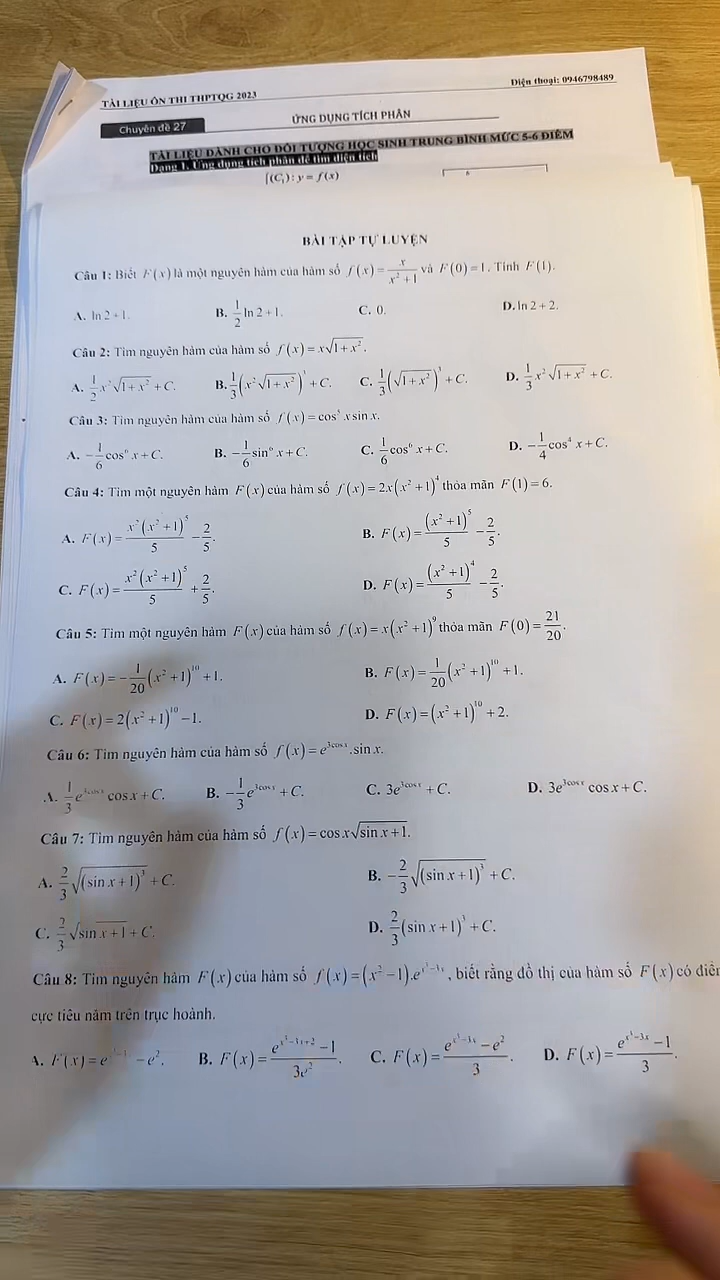 TÀI LIỆU ÔN THI THPTQG 2023
Điện thoại: 0946798489
Chuyên đề 27
ỨNG DỤNG TÍCH PHÂN
TÀI LIỆU DÀNH CHO ĐỐI TƯỢNG HỌC SINH TRUNG BÌNH MỨC 5-6 ĐIỂM
Dạng 1. Ứng dụng tích phân để tìm diện tích
(C₁): y = f(x)
BÀI TẬP TỰ LUYỆN
Câu 1: Biết F(x) là một nguyên hàm của hàm số f(x) = x/(x²+1) và F(0) = 1. Tính F(1).
A. ln 2 + 1. B. 1/2 ln 2 + 1. C. 0. D. ln 2 + 2.
Câu 2: Tìm nguyên hàm của hàm số f(x) = x√(1+x²).
A. 1/2 x²√(1+x²) + C. B. 1/3 (x²√(1+x²))³ + C. C. 1/3 (√(1+x²))³ + C. D. 1/3 x²√(1+x²) + C.
Câu 3: Tìm nguyên hàm của hàm số f(x) = cos⁵ x sin x.
A. −1/6 cos⁶ x + C. B. −1/6 sin⁶ x + C. C. 1/6 cos⁶ x + C. D. −1/4 cos⁴ x + C.
Câu 4: Tìm một nguyên hàm F(x) của hàm số f(x) = 2x(x²+1)⁴ thỏa mãn F(1) = 6.
A. F(x) = x²(x²+1)⁵/5 − 2/5. B. F(x) = (x²+1)⁵/5 − 2/5.
C. F(x) = x²(x²+1)⁵/5 + 2/5. D. F(x) = (x²+1)⁴/5 − 2/5.
Câu 5: Tìm một nguyên hàm F(x) của hàm số f(x) = x(x²+1)⁹ thỏa mãn F(0) = 21/20.
A. F(x) = −1/20 (x²+1)¹⁰ + 1. B. F(x) = 1/20 (x²+1)¹⁰ + 1.
C. F(x) = 2(x²+1)¹⁰ − 1. D. F(x) = (x²+1)¹⁰ + 2.
Câu 6: Tìm nguyên hàm của hàm số f(x) = e^(3cos x).sin x.
A. 1/3 e^(3cos x) cos x + C. B. −1/3 e^(3cos x) + C. C. 3e^(3cos x) + C. D. 3e^(3cos x) cos x + C.
Câu 7: Tìm nguyên hàm của hàm số f(x) = cos x√(sin x + 1).
A. 2/3 √((sin x + 1)³) + C. B. −2/3 √((sin x + 1)³) + C.
C. 2/3 √(sin x + 1) + C. D. 2/3 (sin x + 1)³ + C.
Câu 8: Tìm nguyên hàm F(x) của hàm số f(x) = (x² − 1).e^(x³−3x), biết rằng đồ thị của hàm số F(x) có điểm
cực tiểu nằm trên trục hoành.
A. F(x) = e − e². B. F(x) = (e^(x³−3x+2) − 1)/(3e²). C. F(x) = (e^(x³−3x) − e²)/3. D. F(x) = (e^(x³−3x) − 1)/3.